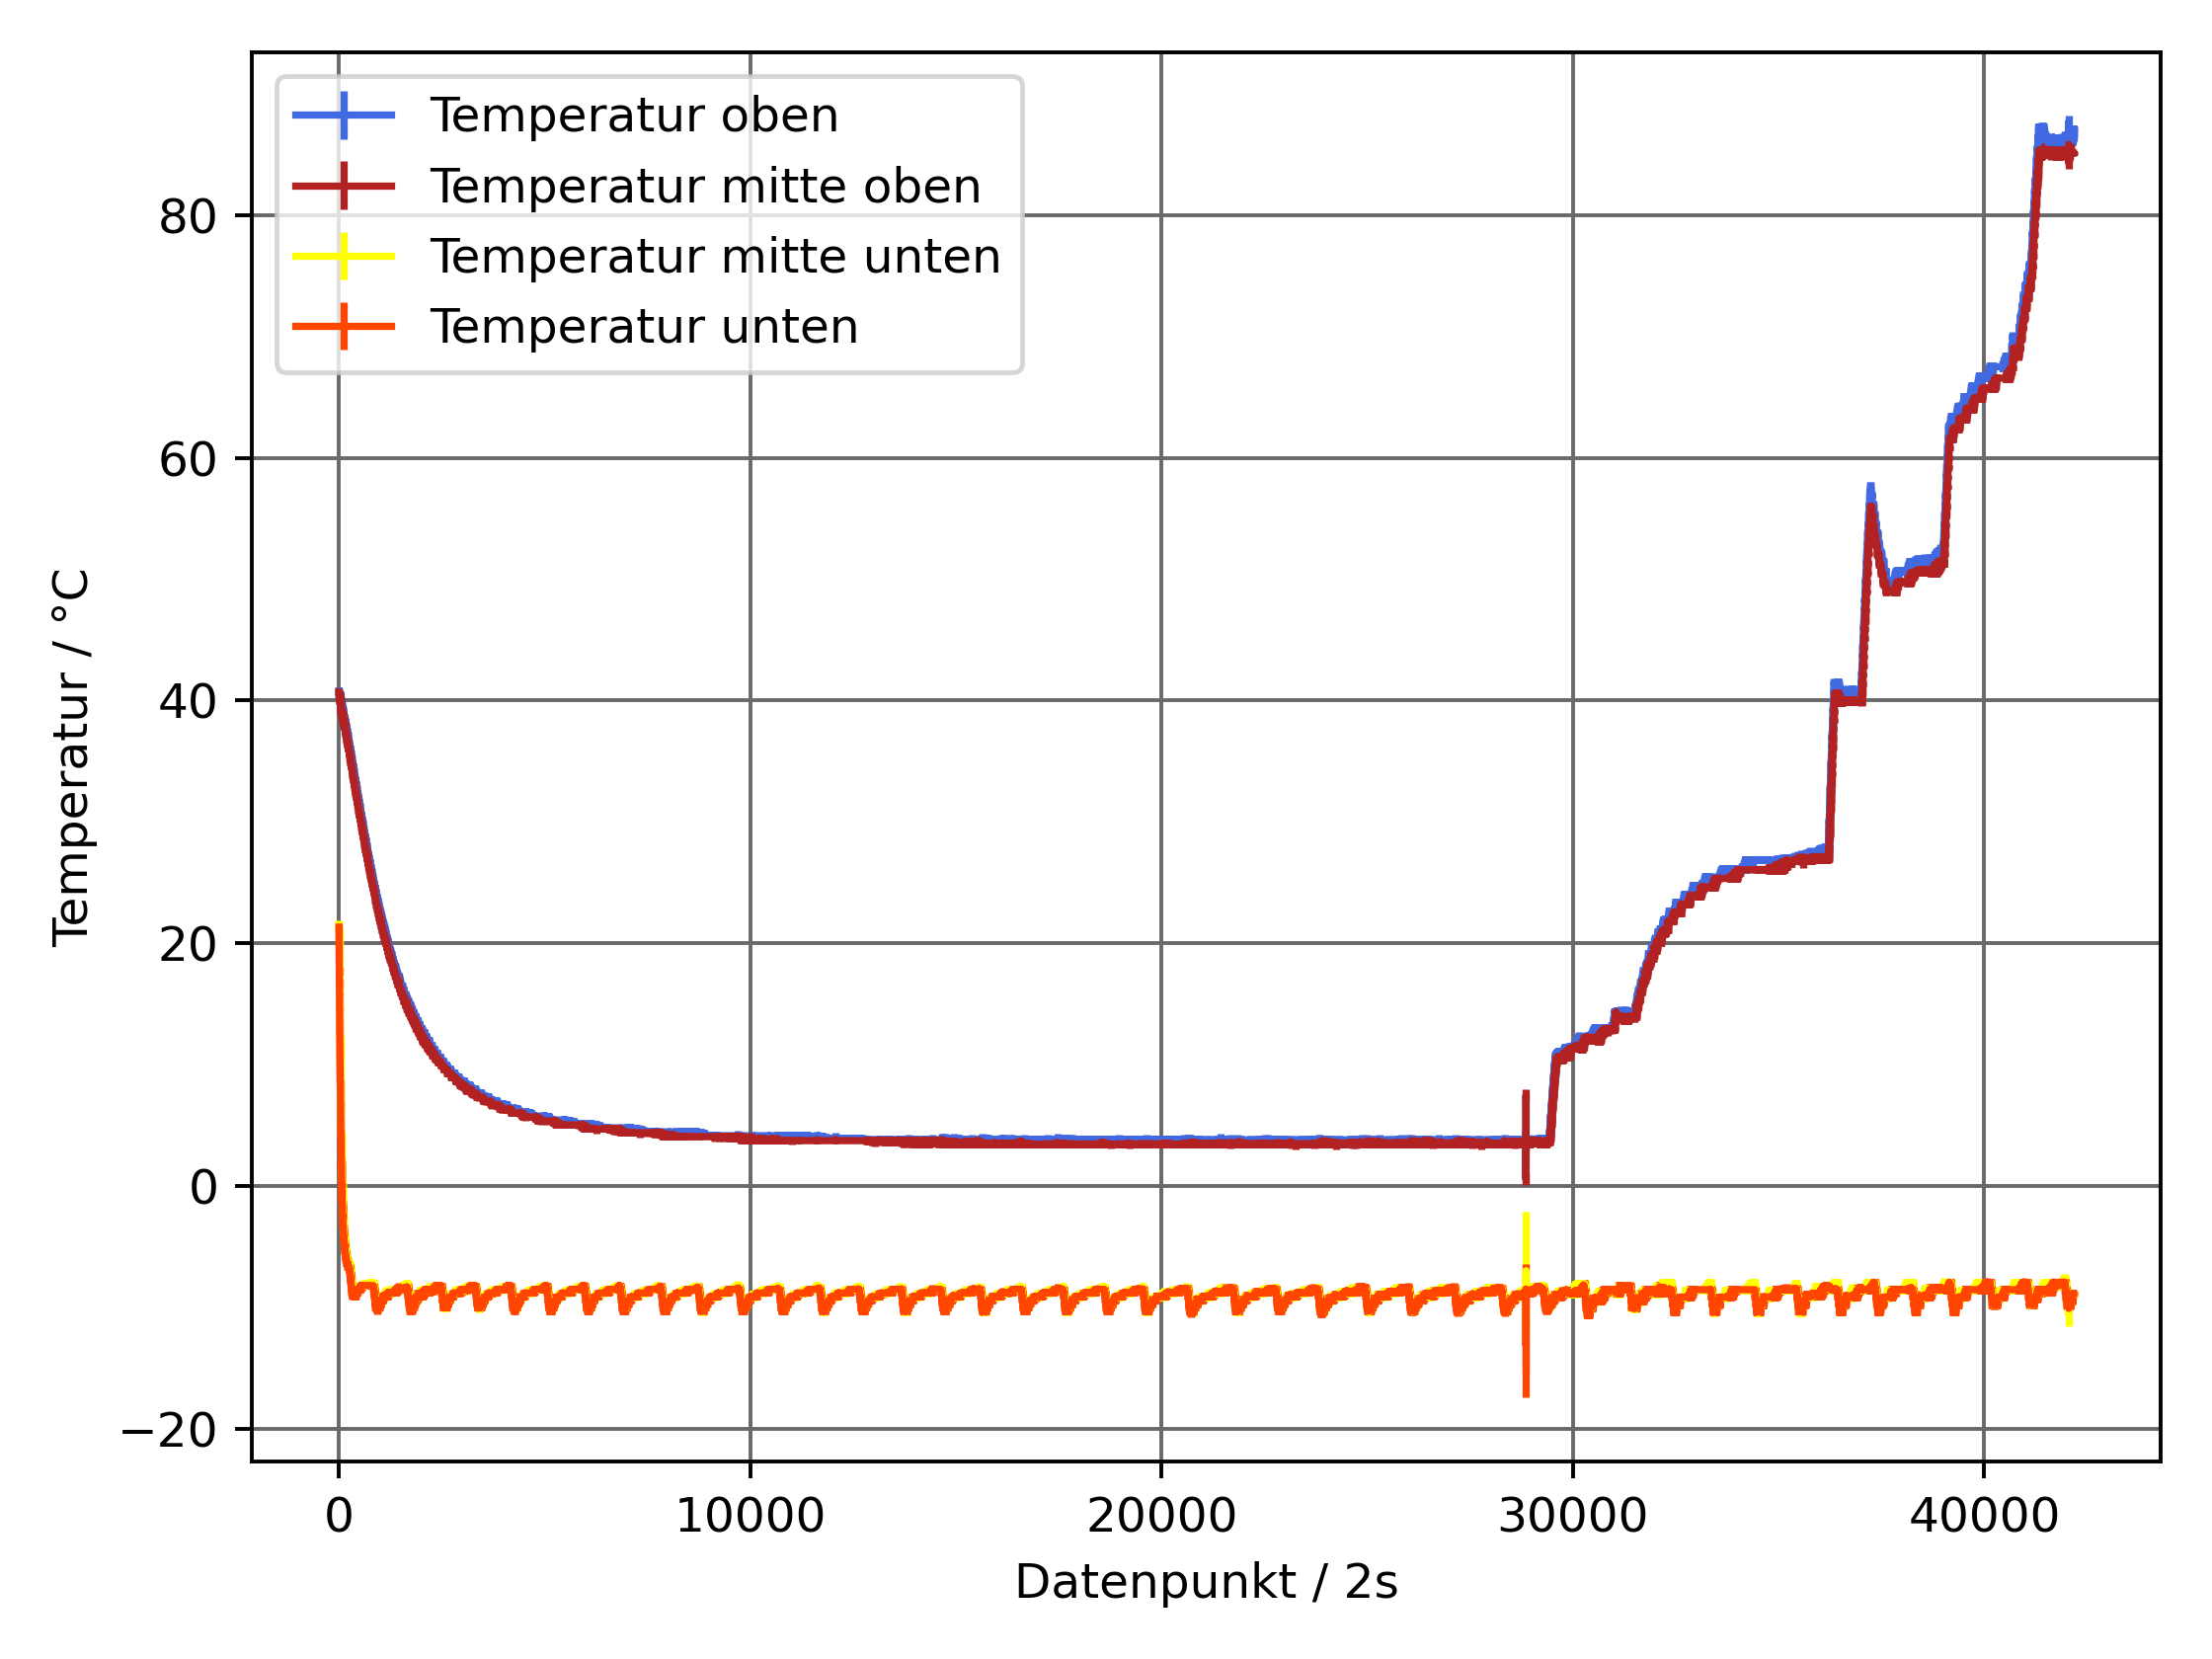 Temperatur oben
Temperatur mitte oben
Temperatur mitte unten
Temperatur unten
Temperatur / °C
80
60
40
20
0
−20
0 10000 20000 30000 40000
Datenpunkt / 2s